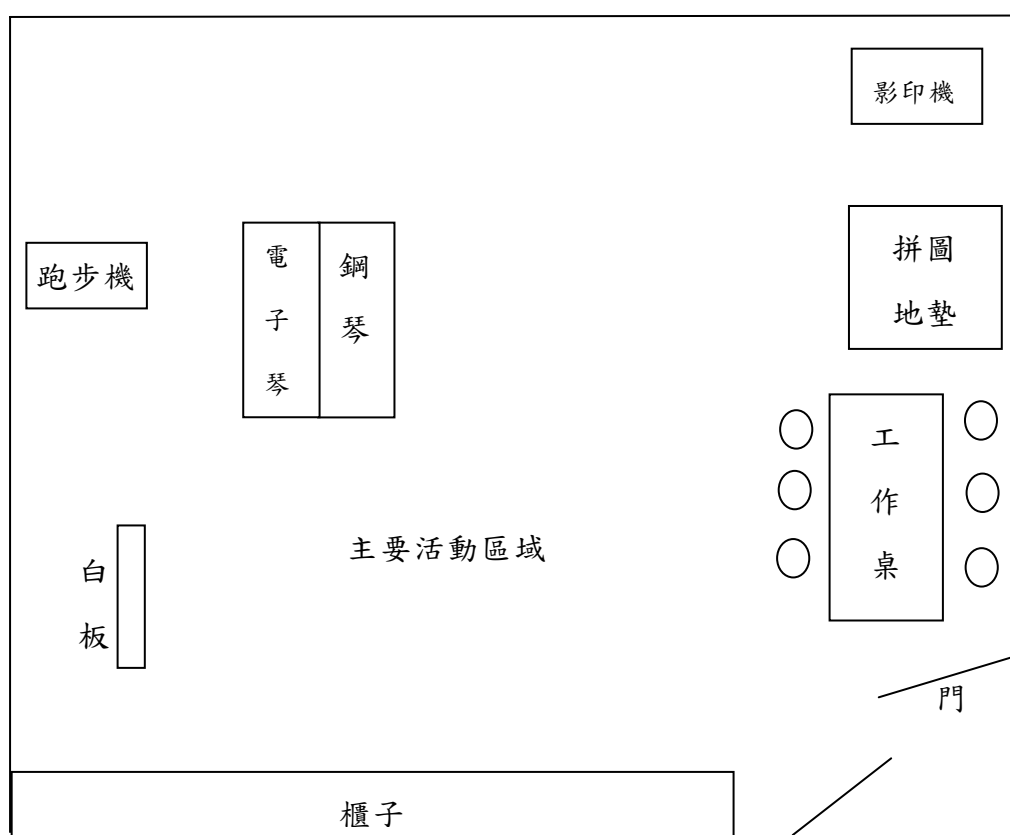 影印機
跑步機
電子琴
鋼琴
拼圖
地墊
工作桌
主要活動區域
白板
門
櫃子